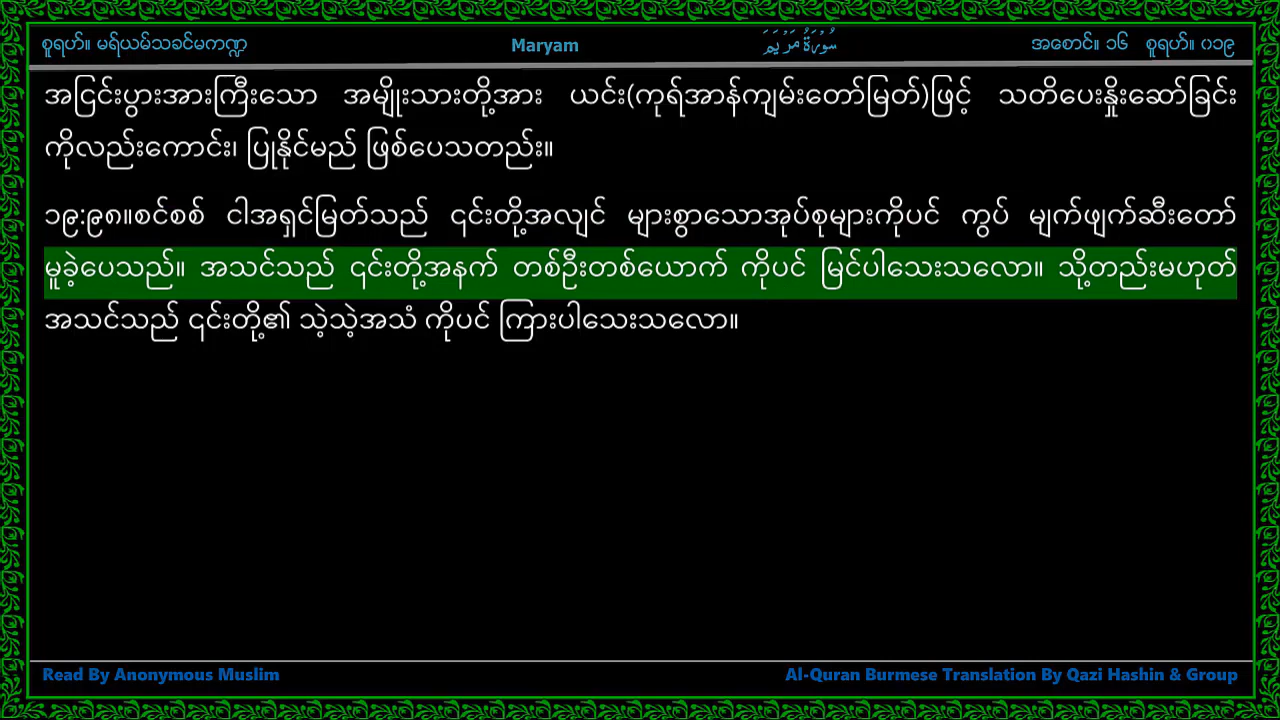 စူရဟ်။ မရ်ယမ်သခင်မကဏ္ဍ Maryam سُوْرَةُ مَرْيَم အစောင်။ ၁၆ စူရဟ်။ ၀၁၉
အငြင်းပွားအားကြီးသော အမျိုးသားတို့အား ယင်း(ကုရ်အာန်ကျမ်းတော်မြတ်)ဖြင့် သတိပေးနှိုးဆော်ခြင်း
ကိုလည်းကောင်း၊ ပြုနိုင်မည် ဖြစ်ပေသတည်း။
၁၉:၉၈။စင်စစ် ငါအရှင်မြတ်သည် ၎င်းတို့အလျင် များစွာသောအုပ်စုများကိုပင် ကွပ် မျက်ဖျက်ဆီးတော်
မူခဲ့ပေသည်။ အသင်သည် ၎င်းတို့အနက် တစ်ဦးတစ်ယောက် ကိုပင် မြင်ပါသေးသလော။ သို့တည်းမဟုတ်
အသင်သည် ၎င်းတို့၏ သဲ့သဲ့အသံ ကိုပင် ကြားပါသေးသလော။
Read By Anonymous Muslim Al-Quran Burmese Translation By Qazi Hashin & Group